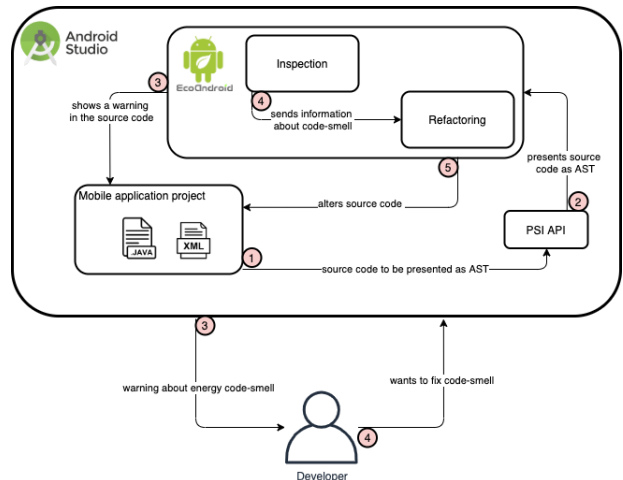 Android
Studio
EcoAndroid
Inspection
3
4
shows a warning
in the source code
sends information
about code-smell
Refactoring
presents source
code as AST
5
Mobile application project
alters source code
2
.JAVA
XML
PSI API
1
source code to be presented as AST
3
warning about energy code-smell
wants to fix code-smell
4
Developer